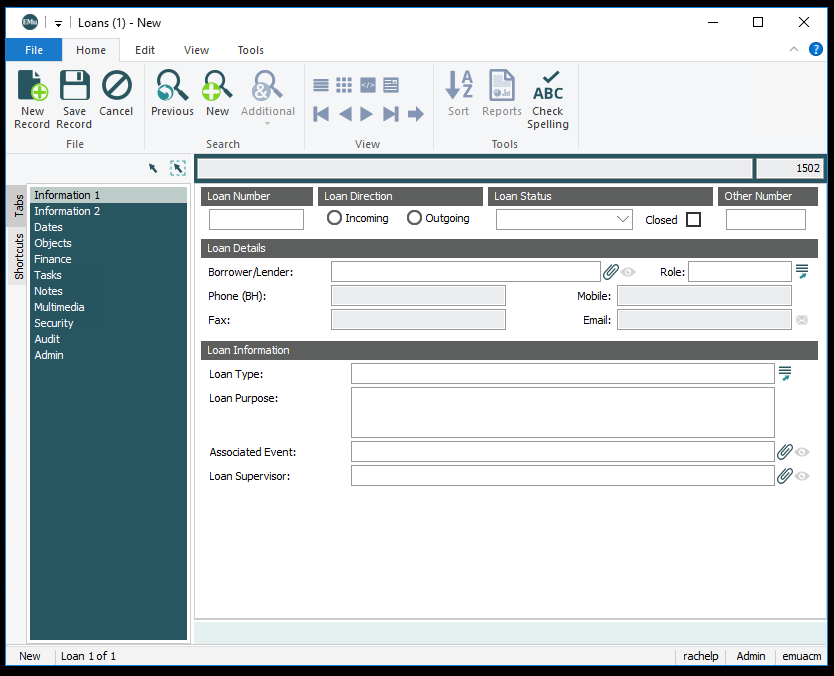 EMu Loans (1) - New
File Home Edit View Tools ?
New Record Save Record Cancel Previous New & Additional </> A Z Sort Reports ABC Check Spelling
File Search View Tools
1502
Tabs
Shortcuts
Information 1
Information 2
Dates
Objects
Finance
Tasks
Notes
Multimedia
Security
Audit
Admin
Loan Number Loan Direction Loan Status Other Number
Incoming Outgoing Closed
Loan Details
Borrower/Lender: Role:
Phone (BH): Mobile:
Fax: Email:
Loan Information
Loan Type:
Loan Purpose:
Associated Event:
Loan Supervisor:
New Loan 1 of 1 rachelp Admin emuacm